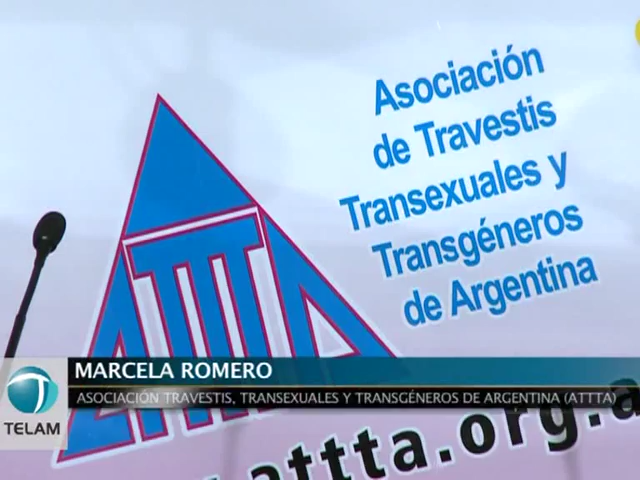 Asociación
de Travestis
Transexuales y
Transgéneros
de Argentina
ATTTA
MARCELA ROMERO
ASOCIACIÓN TRAVESTIS, TRANSEXUALES Y TRANSGÉNEROS DE ARGENTINA (ATTTA)
TELAM
.attta.org.a